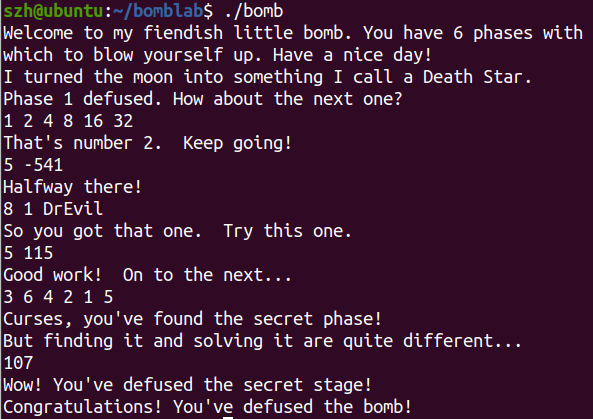 szh@ubuntu:~/bomblab$ ./bomb
Welcome to my fiendish little bomb. You have 6 phases with
which to blow yourself up. Have a nice day!
I turned the moon into something I call a Death Star.
Phase 1 defused. How about the next one?
1 2 4 8 16 32
That's number 2.  Keep going!
5 -541
Halfway there!
8 1 DrEvil
So you got that one.  Try this one.
5 115
Good work!  On to the next...
3 6 4 2 1 5
Curses, you've found the secret phase!
But finding it and solving it are quite different...
107
Wow! You've defused the secret stage!
Congratulations! You've defused the bomb!